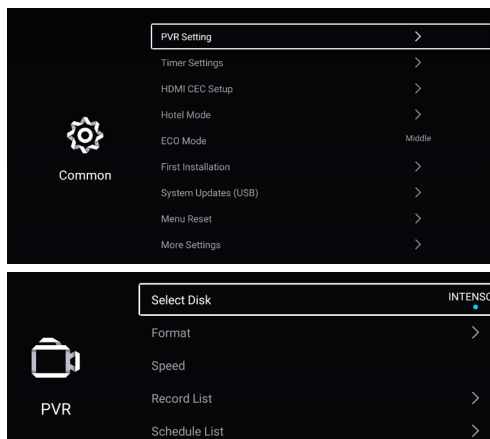 PVR Setting
Timer Settings
HDMI CEC Setup
Hotel Mode
ECO Mode Middle
First Installation
Common
System Updates (USB)
Menu Reset
More Settings
Select Disk INTENSO
Format
Speed
Record List
PVR
Schedule List